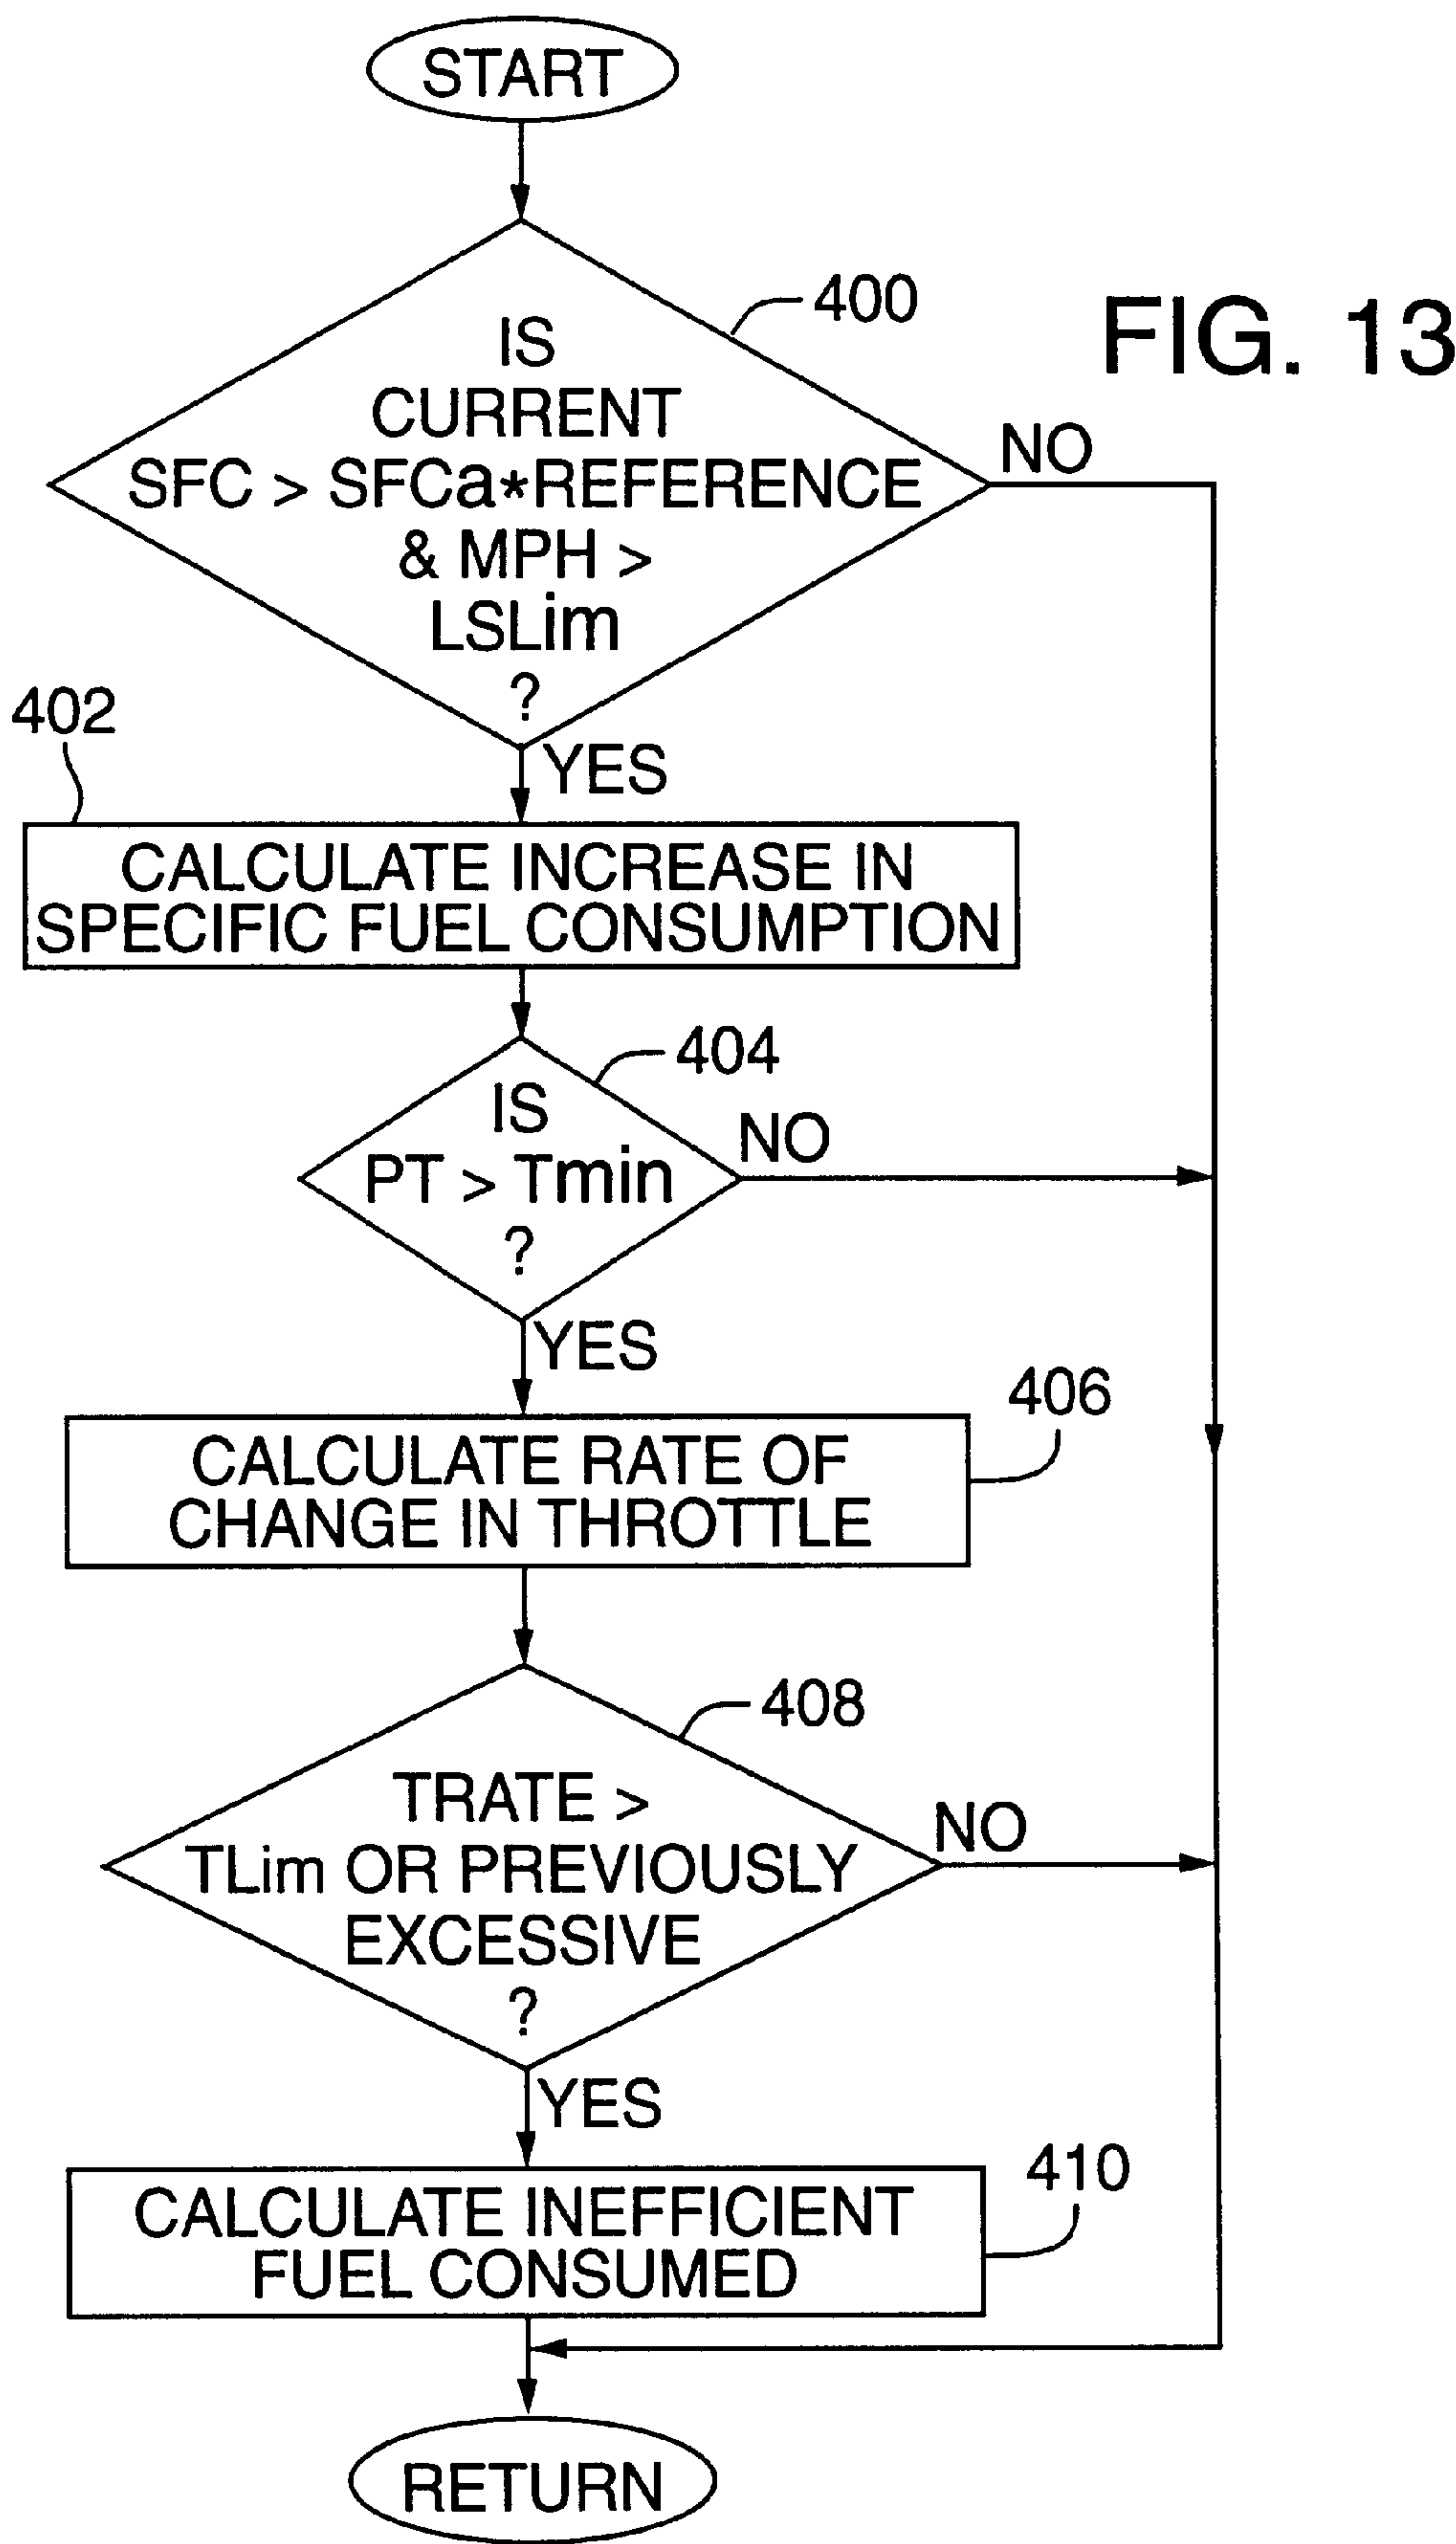 START
400
FIG. 13
IS
CURRENT
SFC > SFCa*REFERENCE
& MPH >
LSLim
?
NO
402
YES
CALCULATE INCREASE IN
SPECIFIC FUEL CONSUMPTION
404
IS
PT > Tmin
?
NO
YES
406
CALCULATE RATE OF
CHANGE IN THROTTLE
408
TRATE >
TLim OR PREVIOUSLY
EXCESSIVE
?
NO
YES
410
CALCULATE INEFFICIENT
FUEL CONSUMED
RETURN